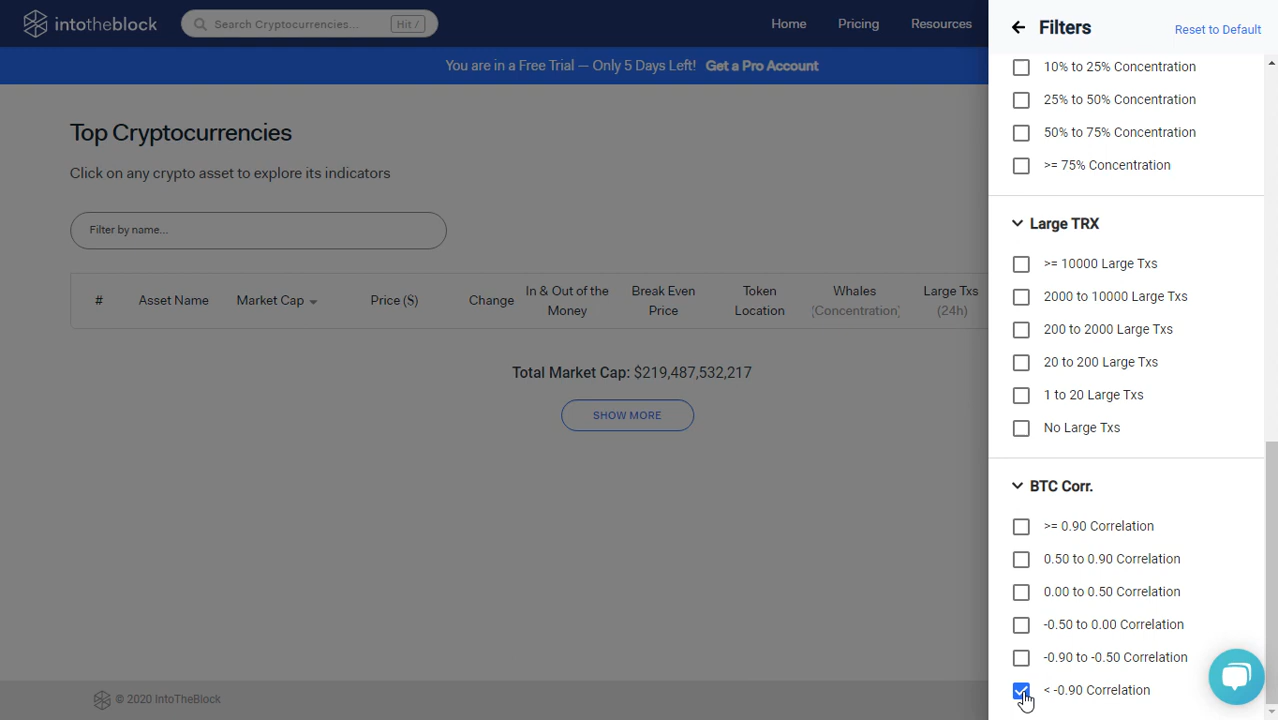 intotheblock
Search Cryptocurrencies...
Hit /
Home
Pricing
Resources
You are in a Free Trial — Only 5 Days Left! Get a Pro Account
Top Cryptocurrencies
Click on any crypto asset to explore its indicators
Filter by name...
#
Asset Name
Market Cap
Price ($)
Change
In & Out of the
Money
Break Even
Price
Token
Location
Whales
(Concentration)
Large Txs
(24h)
Total Market Cap: $219,487,532,217
SHOW MORE
© 2020 IntoTheBlock
Filters
Reset to Default
10% to 25% Concentration
25% to 50% Concentration
50% to 75% Concentration
>= 75% Concentration
Large TRX
>= 10000 Large Txs
2000 to 10000 Large Txs
200 to 2000 Large Txs
20 to 200 Large Txs
1 to 20 Large Txs
No Large Txs
BTC Corr.
>= 0.90 Correlation
0.50 to 0.90 Correlation
0.00 to 0.50 Correlation
-0.50 to 0.00 Correlation
-0.90 to -0.50 Correlation
< -0.90 Correlation